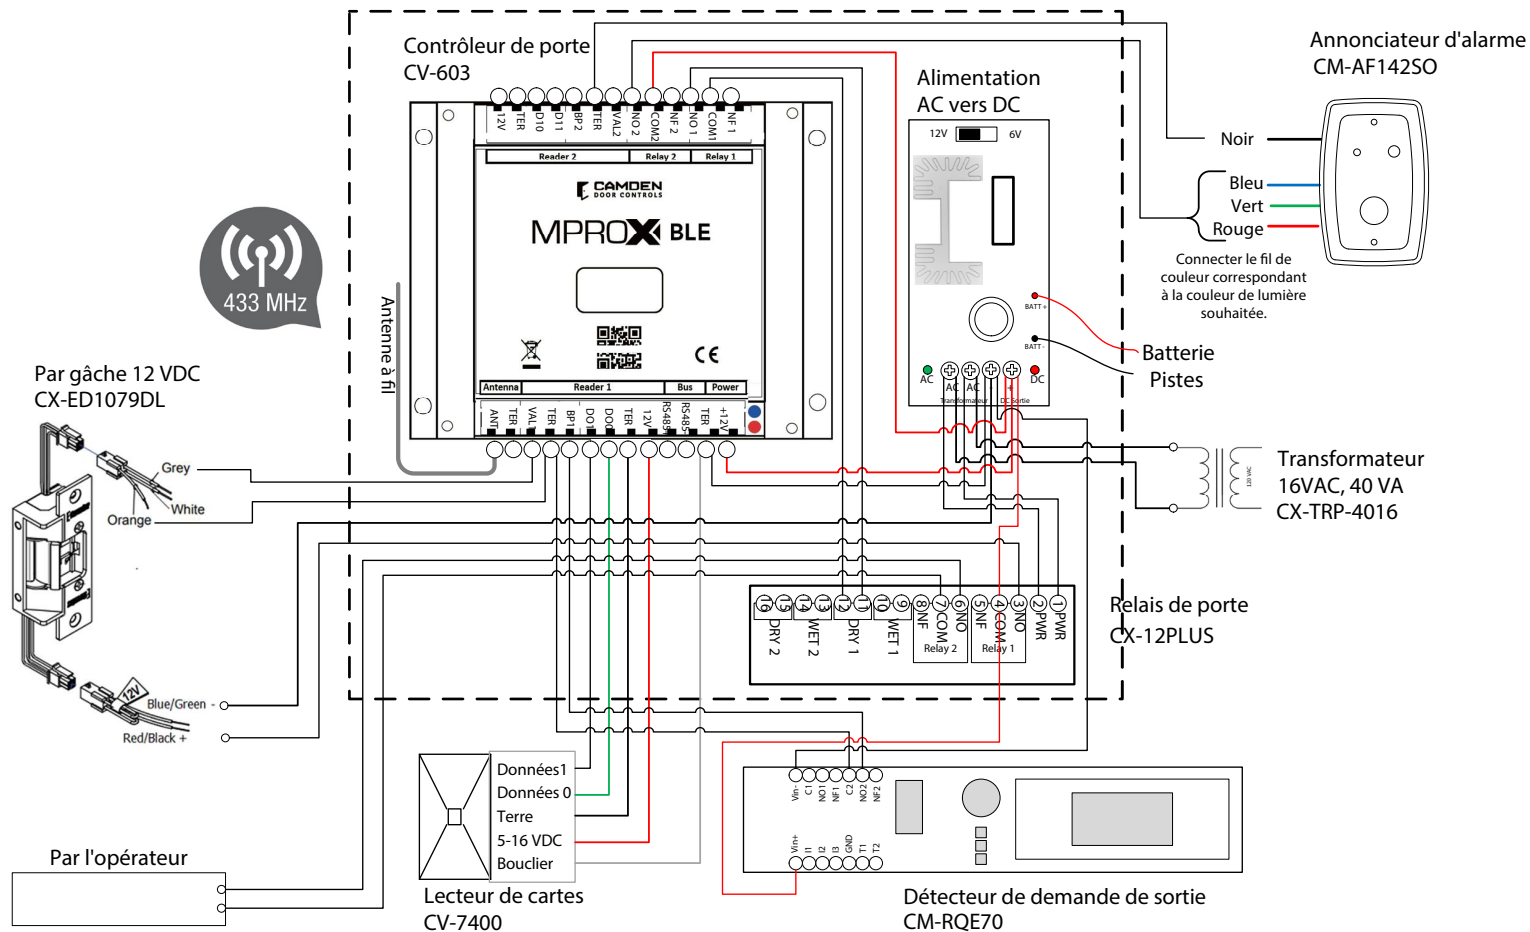 Contrôleur de porte
CV-603
12V
TER
D10
D11
BP2
TER
VAL2
NO 2
COM2
NF 2
NO 1
COM1
NF 1
Reader 2
Relay 2
Relay 1
CAMDEN
DOOR CONTROLS
MPROX BLE
CE
Antenna
Reader 1
Bus
Power
ANT
TER
VAL1
TER
BP1
DO1
DO0
TER
12V
RS485
RS485
TER
+12V
433 MHz
Antenne à fil
Alimentation
AC vers DC
12V
6V
BATT +
BATT -
AC
DC
AC
AC
-
+
Transformateur
DC Sortie
Batterie
Pistes
Annonciateur d'alarme
CM-AF142SO
Noir
Bleu
Vert
Rouge
Connecter le fil de
couleur correspondant
à la couleur de lumière
souhaitée.
Par gâche 12 VDC
CX-ED1079DL
Grey
White
Orange
12V
Blue/Green -
Red/Black +
Transformateur
16VAC, 40 VA
CX-TRP-4016
120 VAC
Relais de porte
CX-12PLUS
16
15
14
13
12
11
10
9
8
7
6
5
4
3
2
1
DRY 2
WET 2
DRY 1
WET 1
NF
COM
NO
NF
COM
NO
PWR
PWR
Relay 2
Relay 1
Données1
Données 0
Terre
5-16 VDC
Bouclier
Lecteur de cartes
CV-7400
Par l'opérateur
Vin-
C1
NO1
NF1
C2
NO2
NF2
Vin+
I1
I2
I3
GND
T1
T2
Détecteur de demande de sortie
CM-RQE70